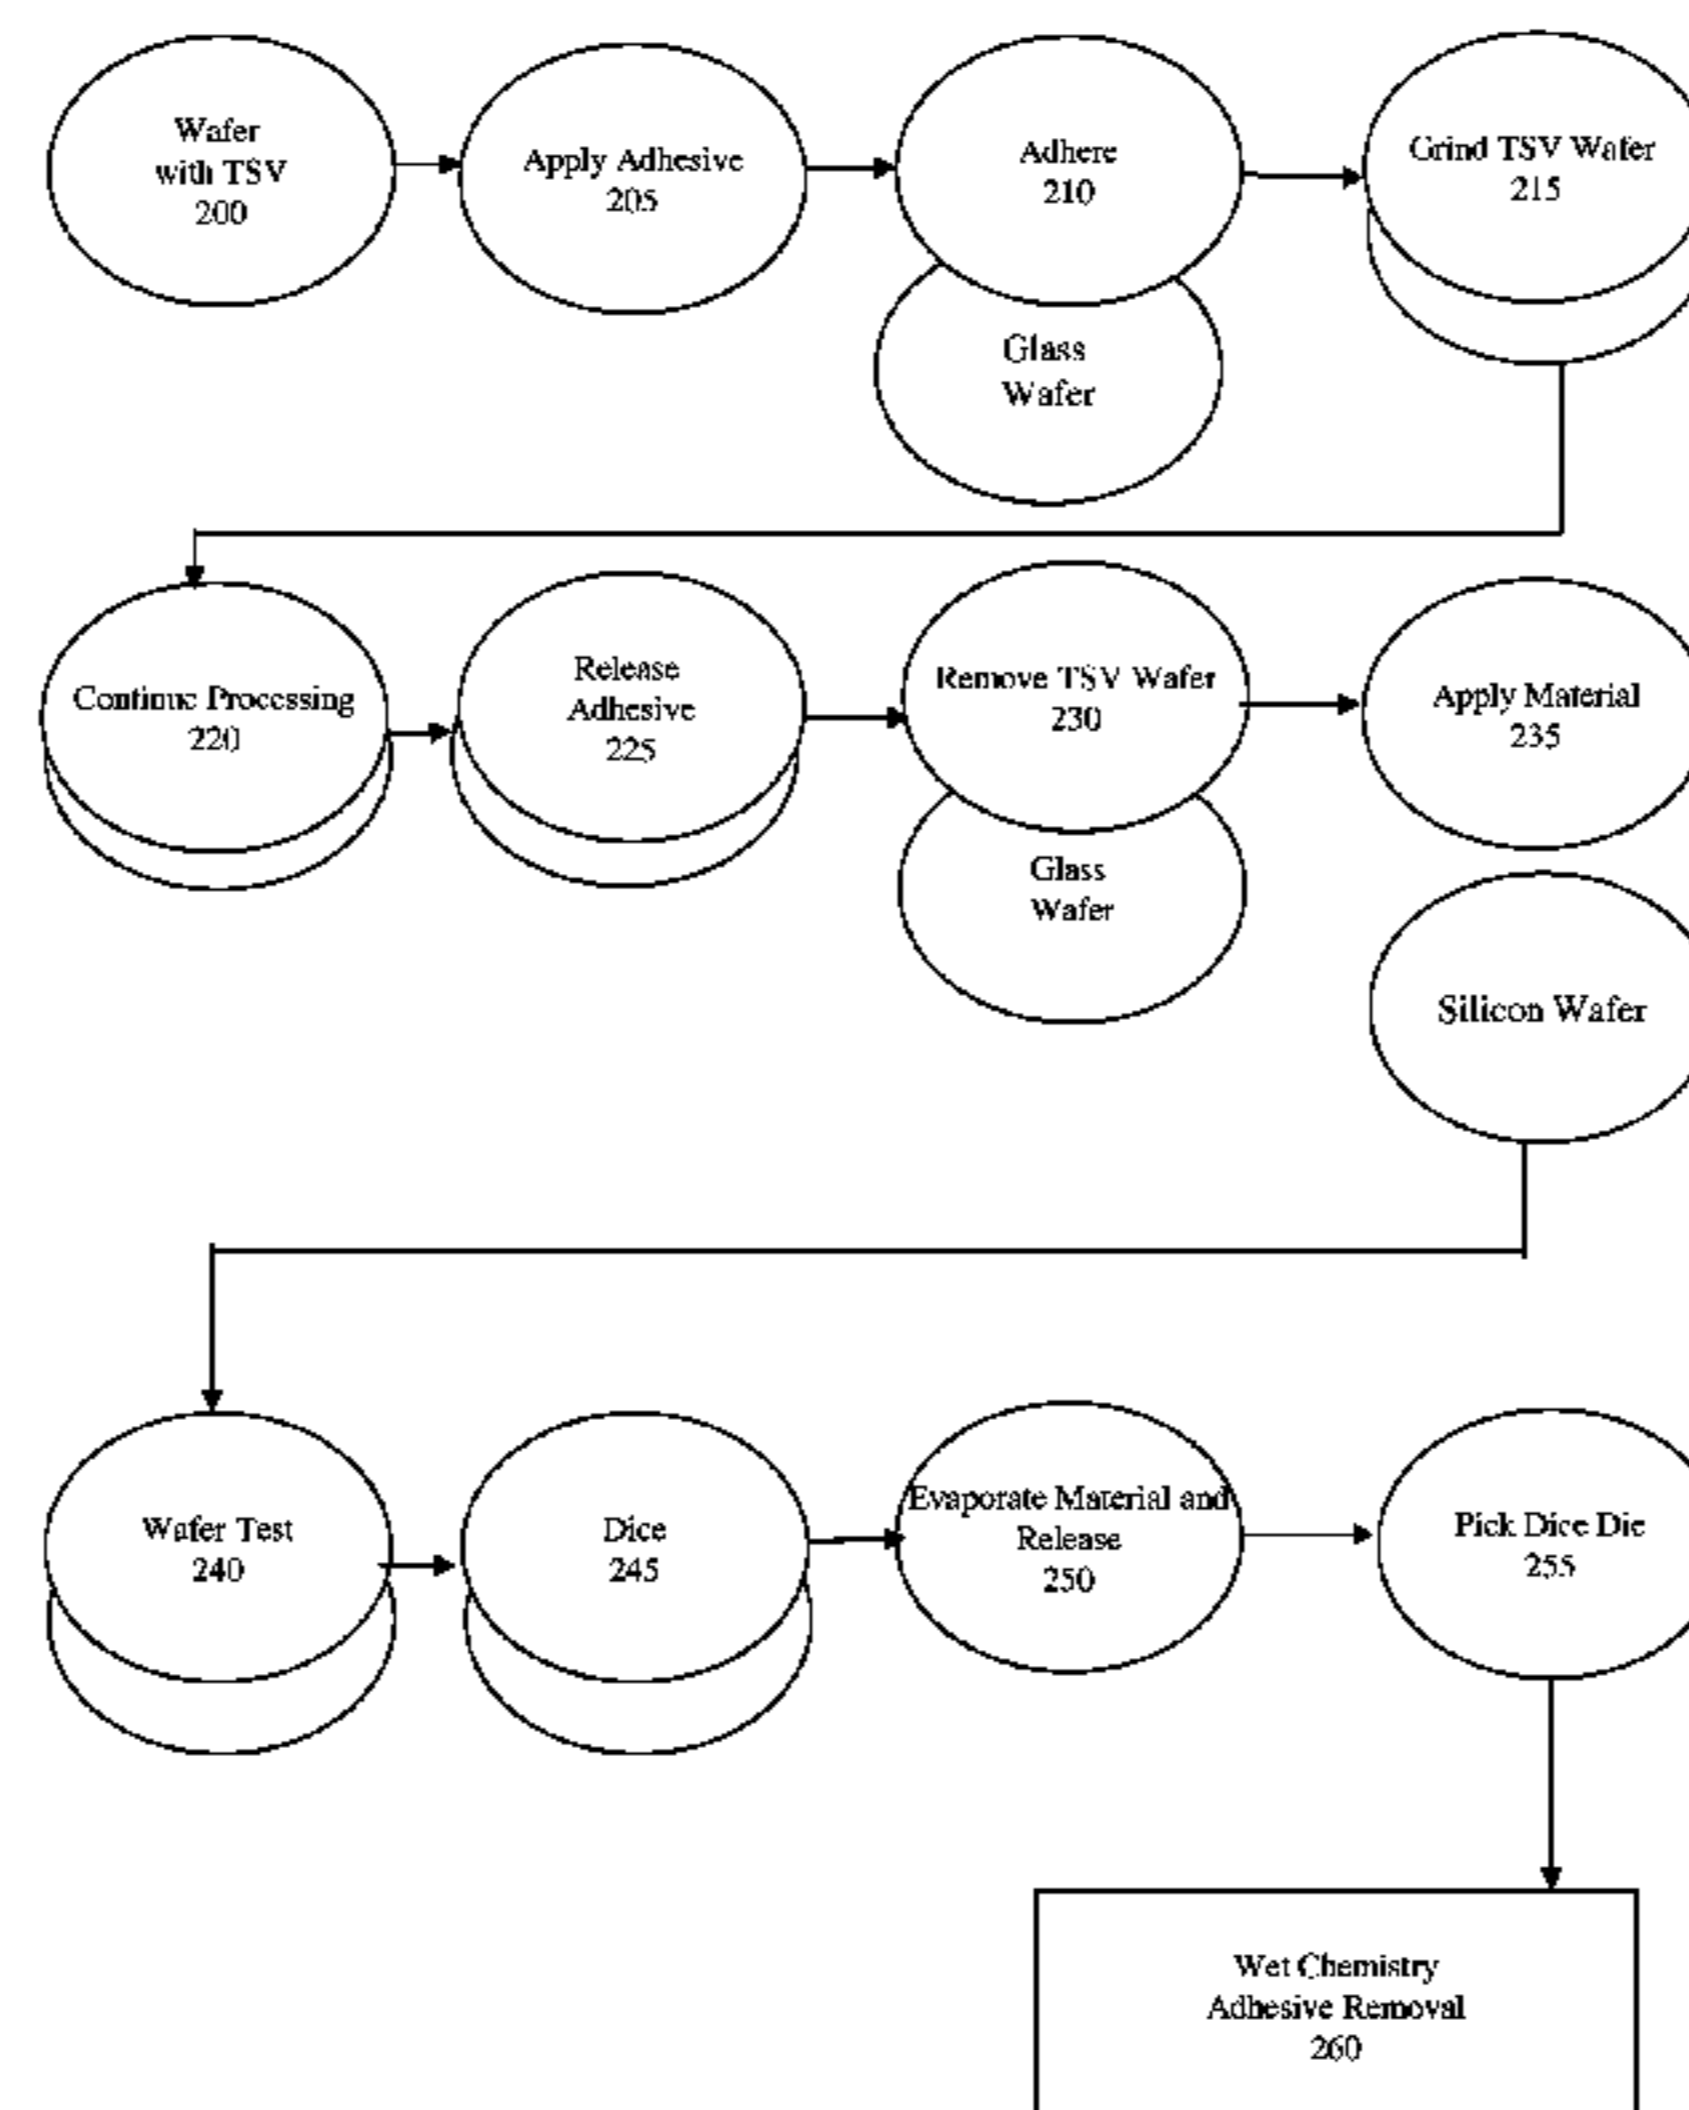 Wafer
with TSV
200
Apply Adhesive
205
Adhere
210
Grind TSV Wafer
215
Glass
Wafer
Continue Processing
220
Release
Adhesive
225
Remove TSV Wafer
230
Apply Material
235
Glass
Wafer
Silicon Wafer
Wafer Test
240
Dice
245
Evaporate Material and
Release
250
Pick Dice Die
255
Wet Chemistry
Adhesive Removal
260